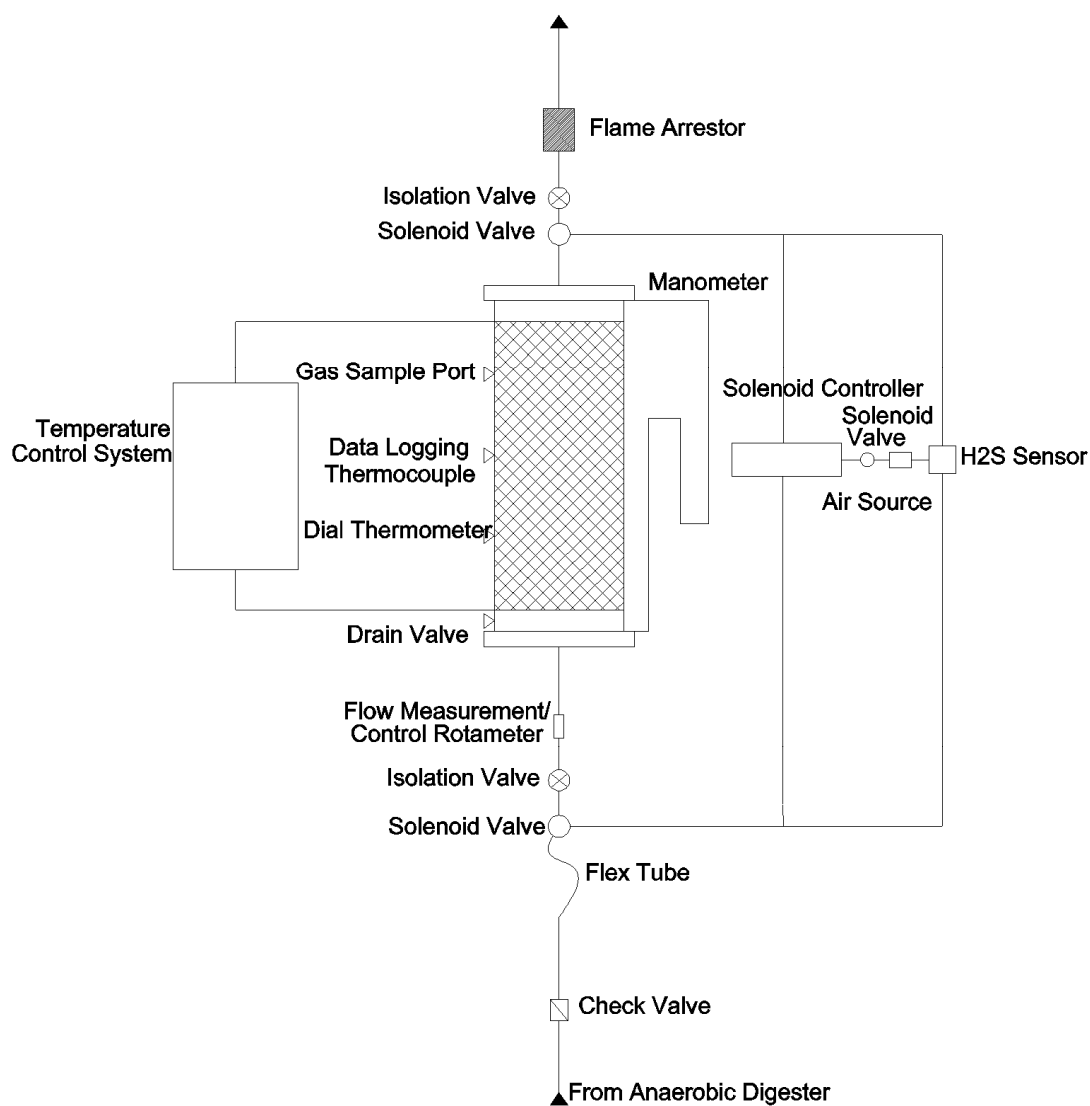 Flame Arrestor
Isolation Valve
Solenoid Valve
Manometer
Gas Sample Port
Solenoid Controller
Solenoid
Valve
Temperature
Control System
Data Logging
Thermocouple
H2S Sensor
Air Source
Dial Thermometer
Drain Valve
Flow Measurement/
Control Rotameter
Isolation Valve
Solenoid Valve
Flex Tube
Check Valve
From Anaerobic Digester